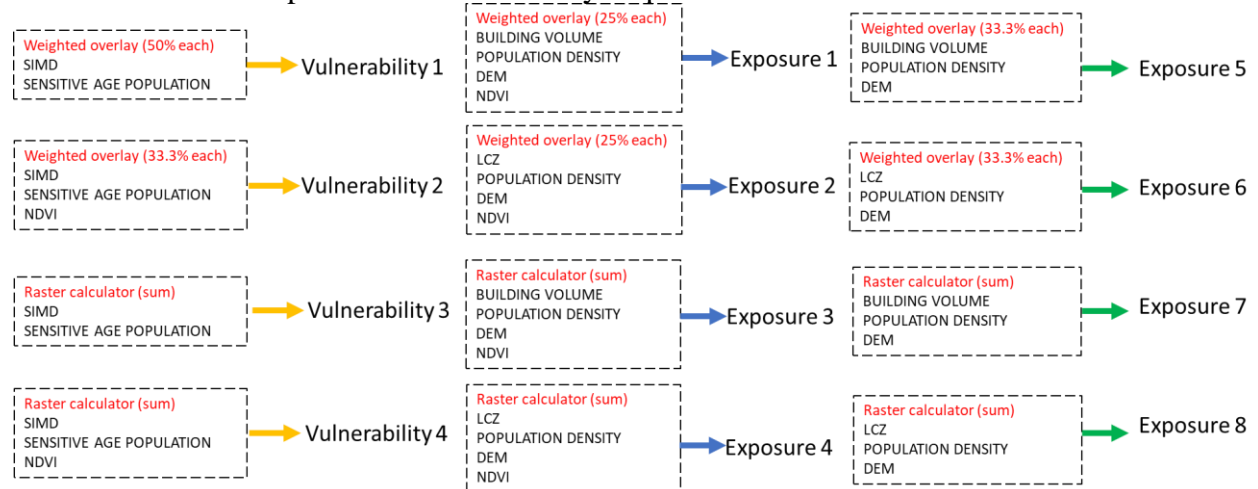 Weighted overlay (50% each)
SIMD
SENSITIVE AGE POPULATION
Vulnerability 1
Weighted overlay (25% each)
BUILDING VOLUME
POPULATION DENSITY
DEM
NDVI
Exposure 1
Weighted overlay (33.3% each)
BUILDING VOLUME
POPULATION DENSITY
DEM
Exposure 5
Weighted overlay (33.3% each)
SIMD
SENSITIVE AGE POPULATION
NDVI
Vulnerability 2
Weighted overlay (25% each)
LCZ
POPULATION DENSITY
DEM
NDVI
Exposure 2
Weighted overlay (33.3% each)
LCZ
POPULATION DENSITY
DEM
Exposure 6
Raster calculator (sum)
SIMD
SENSITIVE AGE POPULATION
Vulnerability 3
Raster calculator (sum)
BUILDING VOLUME
POPULATION DENSITY
DEM
NDVI
Exposure 3
Raster calculator (sum)
BUILDING VOLUME
POPULATION DENSITY
DEM
Exposure 7
Raster calculator (sum)
SIMD
SENSITIVE AGE POPULATION
NDVI
Vulnerability 4
Raster calculator (sum)
LCZ
POPULATION DENSITY
DEM
NDVI
Exposure 4
Raster calculator (sum)
LCZ
POPULATION DENSITY
DEM
Exposure 8